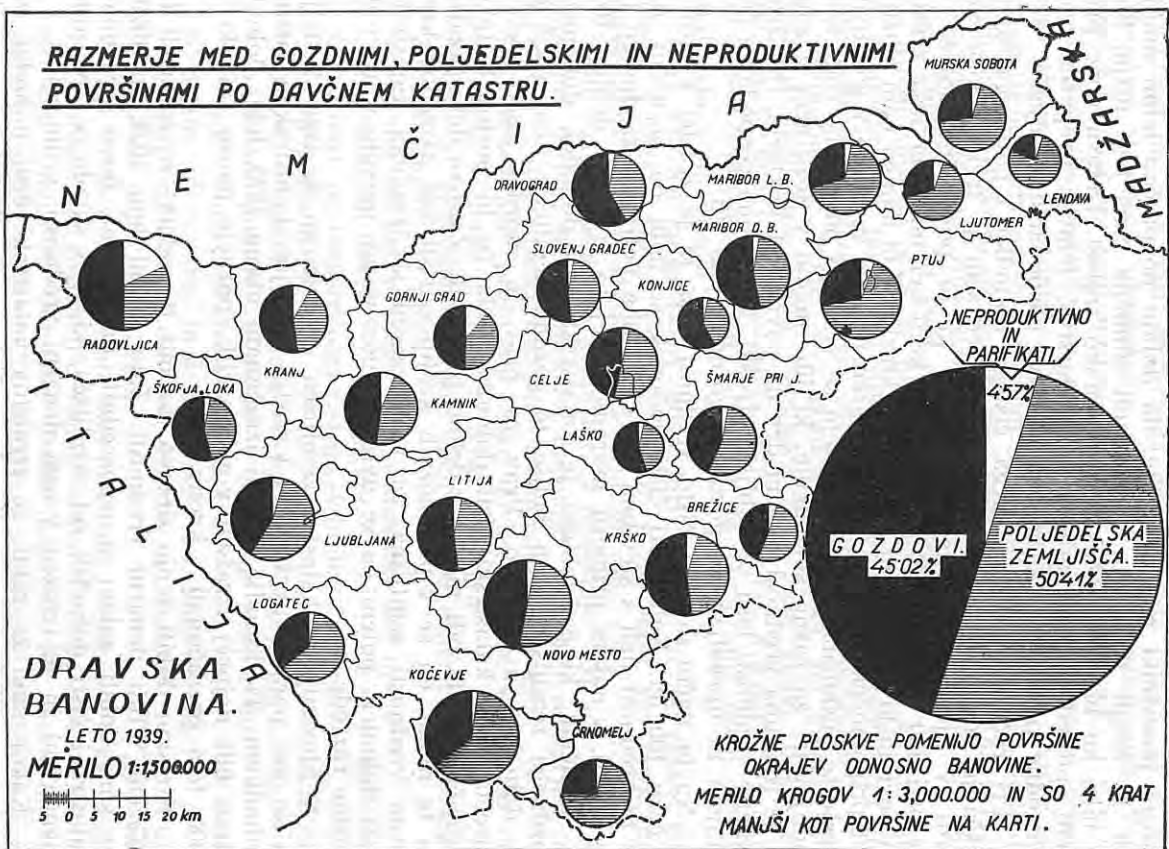 RAZMERJE MED GOZDNIMI, POLJEDELSKIMI IN NEPRODUKTIVNIMI
POVRŠINAMI PO DAVČNEM KATASTRU.
NEMČIJA
MADŽARSKA
ITALIJA
MURSKA SOBOTA
LENDAVA
LJUTOMER
MARIBOR L. B.
DRAVOGRAD
MARIBOR D.B.
SLOVENJ GRADEC
PTUJ
KONJICE
GORNJI GRAD
RADOVLJICA
KRANJ
ŠKOFJA LOKA
KAMNIK
CELJE
ŠMARJE PRI J.
LAŠKO
LITIJA
LJUBLJANA
BREŽICE
KRŠKO
LOGATEC
NOVO MESTO
KOČEVJE
ČRNOMELJ
NEPRODUKTIVNO
IN
PARIFIKATI.
4'57%
GOZDOVI.
45'02%
POLJEDELSKA
ZEMLJIŠČA.
50'41%
DRAVSKA
BANOVINA.
LETO 1939.
MERILO 1:1,500.000
5 0 5 10 15 20 km
KROŽNE PLOSKVE POMENIJO POVRŠINE
OKRAJEV ODNOSNO BANOVINE.
MERILO KROGOV 1:3,000.000 IN SO 4 KRAT
MANJŠI KOT POVRŠINE NA KARTI.